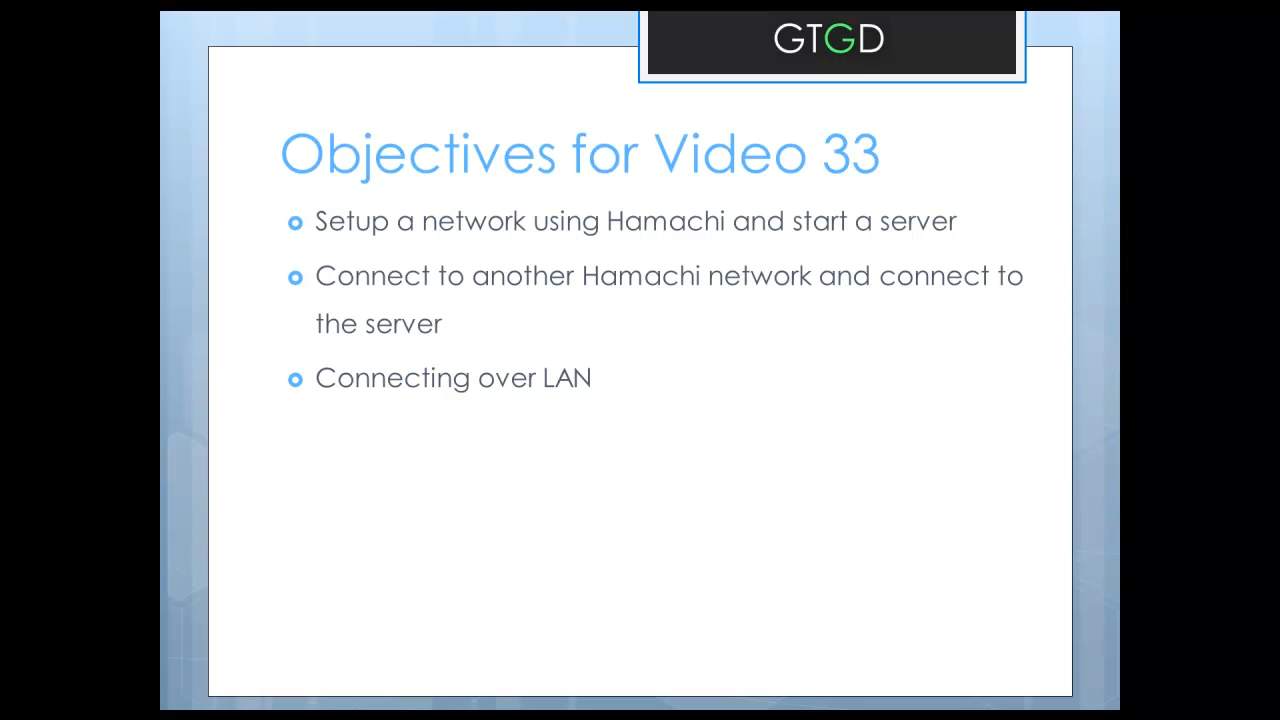 GTGD
Objectives for Video 33
Setup a network using Hamachi and start a server
Connect to another Hamachi network and connect to
the server
Connecting over LAN